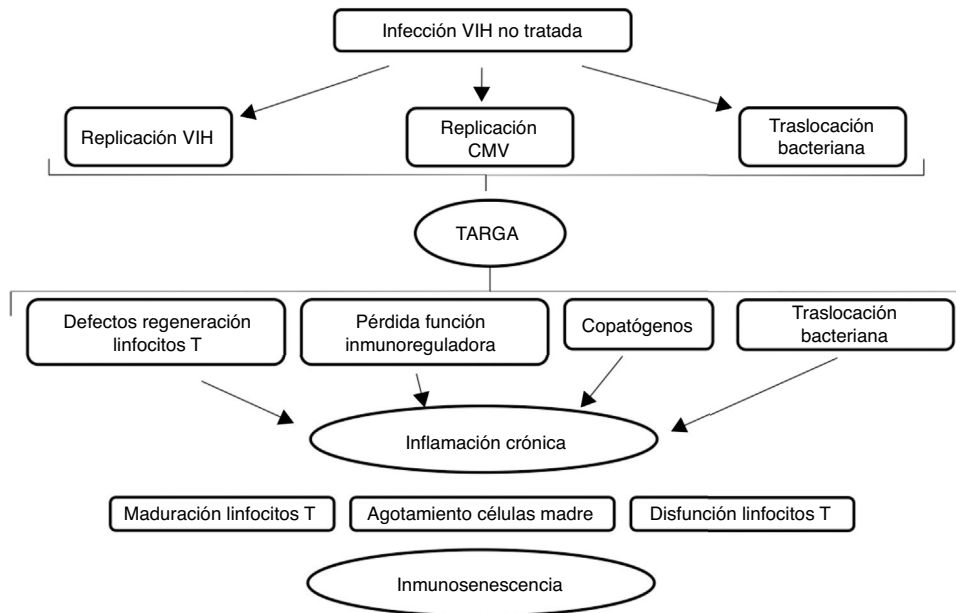 Infección VIH no tratada
Replicación VIH
Replicación
CMV
Traslocación
bacteriana
TARGA
Defectos regeneración
linfocitos T
Pérdida función
inmunoreguladora
Copatógenos
Traslocación
bacteriana
Inflamación crónica
Maduración linfocitos T
Agotamiento células madre
Disfunción linfocitos T
Inmunosenescencia